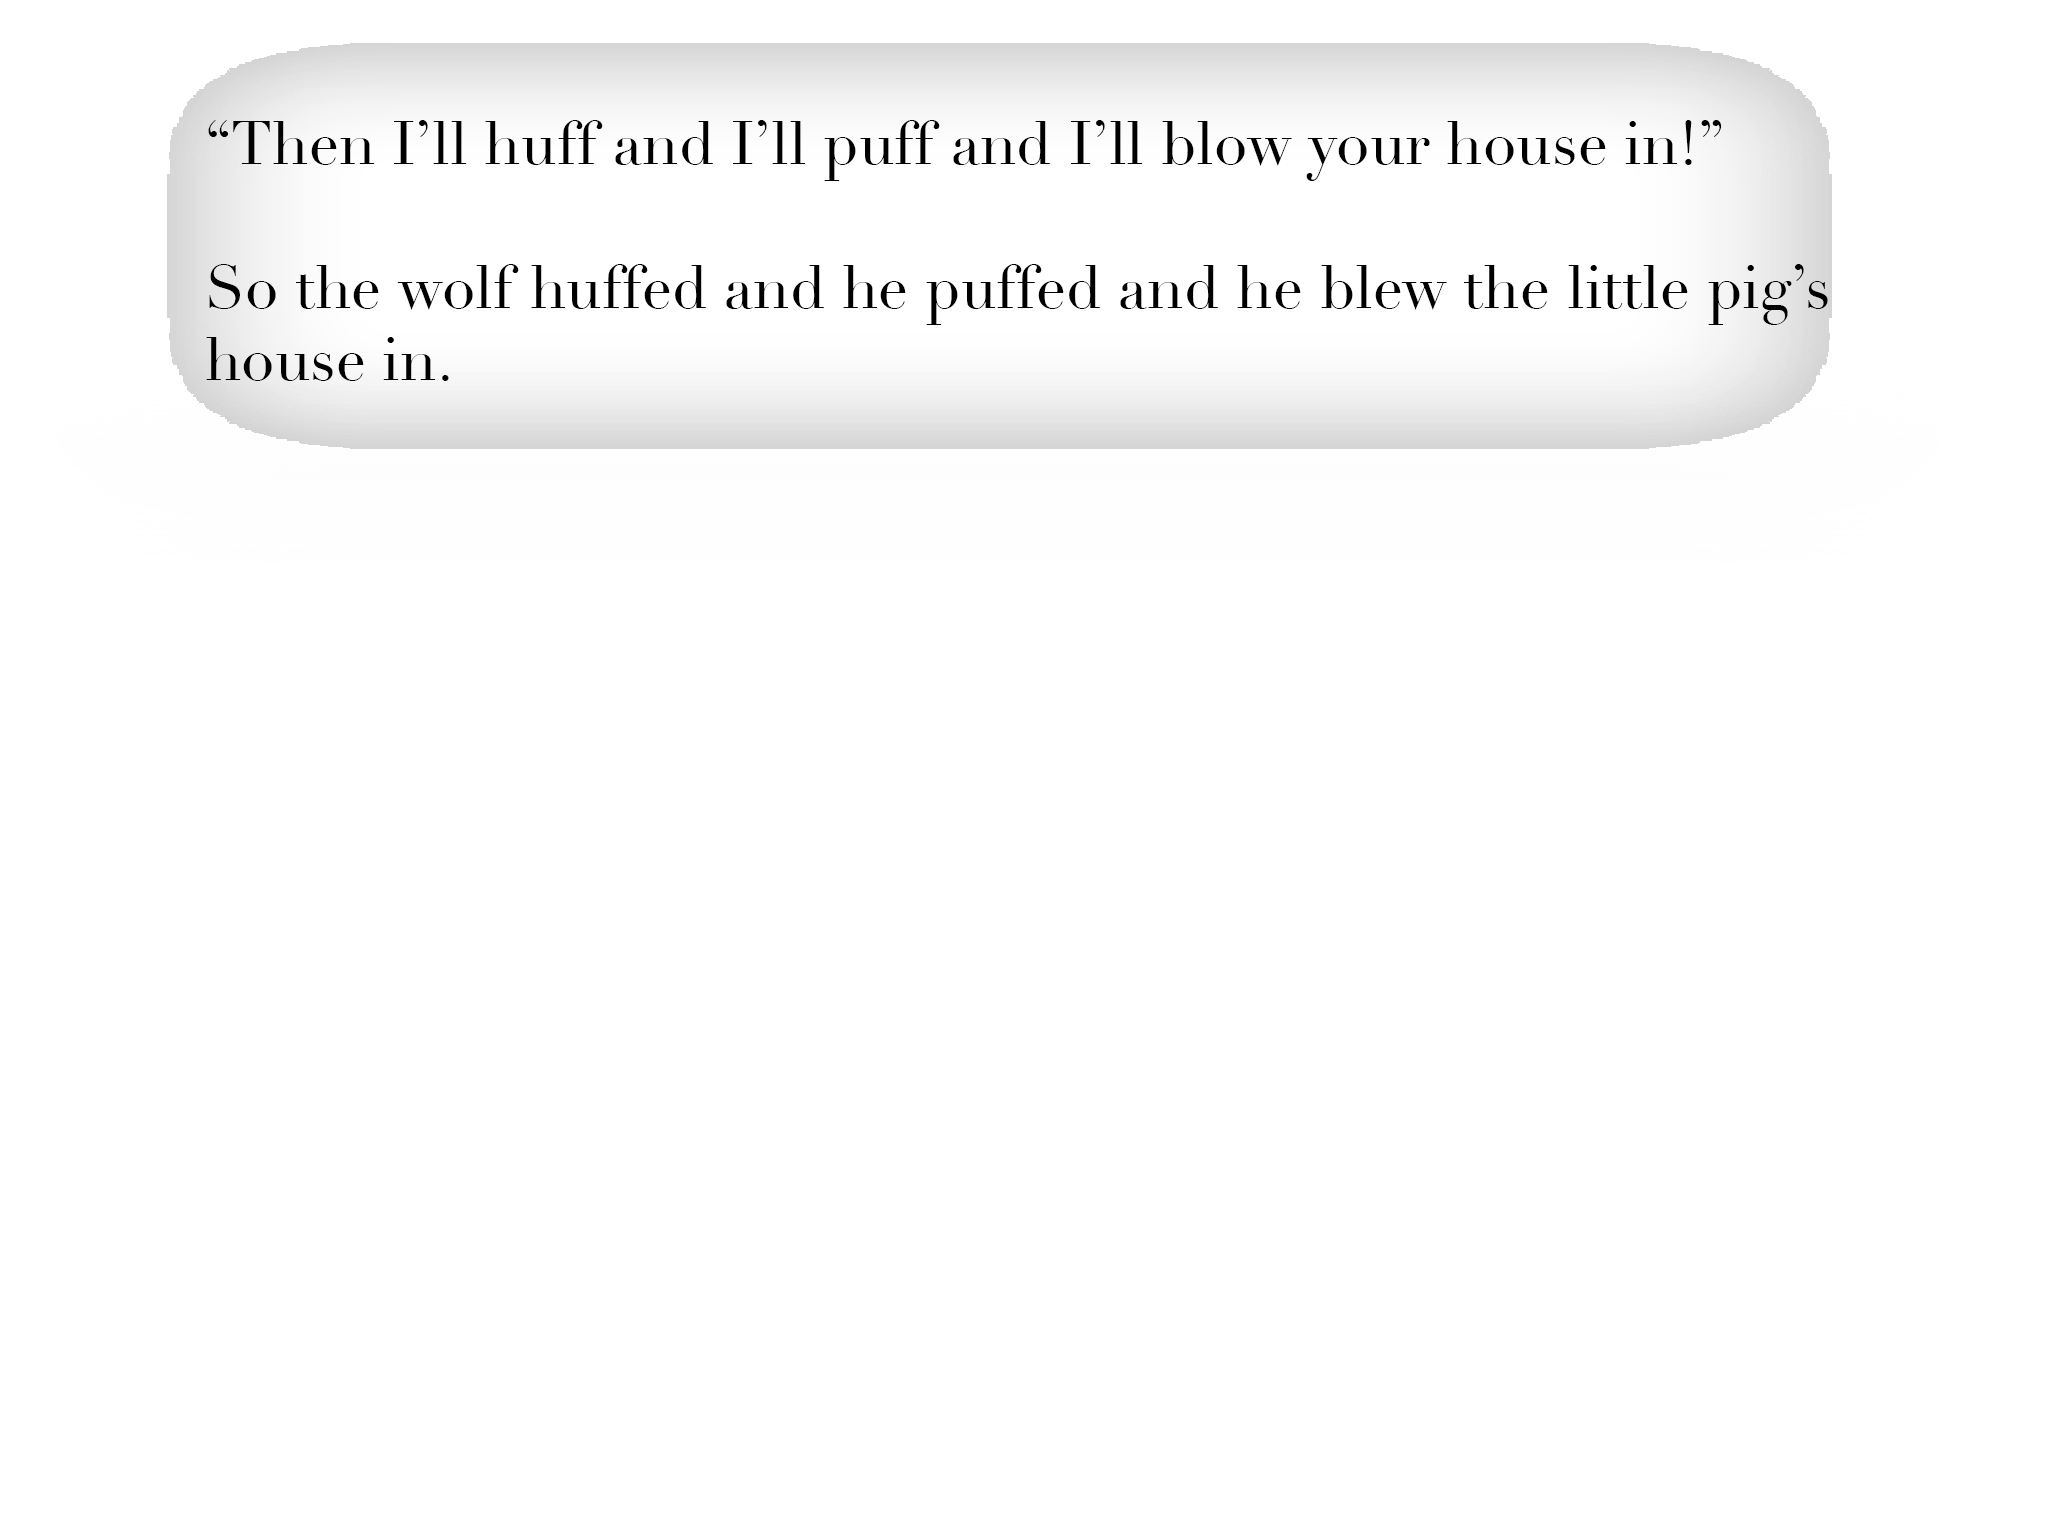 “Then I’ll huff and I’ll puff and I’ll blow your house in!”
So the wolf huffed and he puffed and he blew the little pig’s
house in.